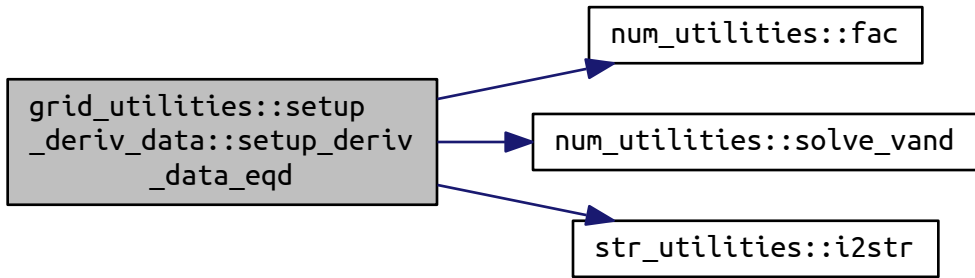 grid_utilities::setup
_deriv_data::setup_deriv
_data_eqd
num_utilities::fac
num_utilities::solve_vand
str_utilities::i2str